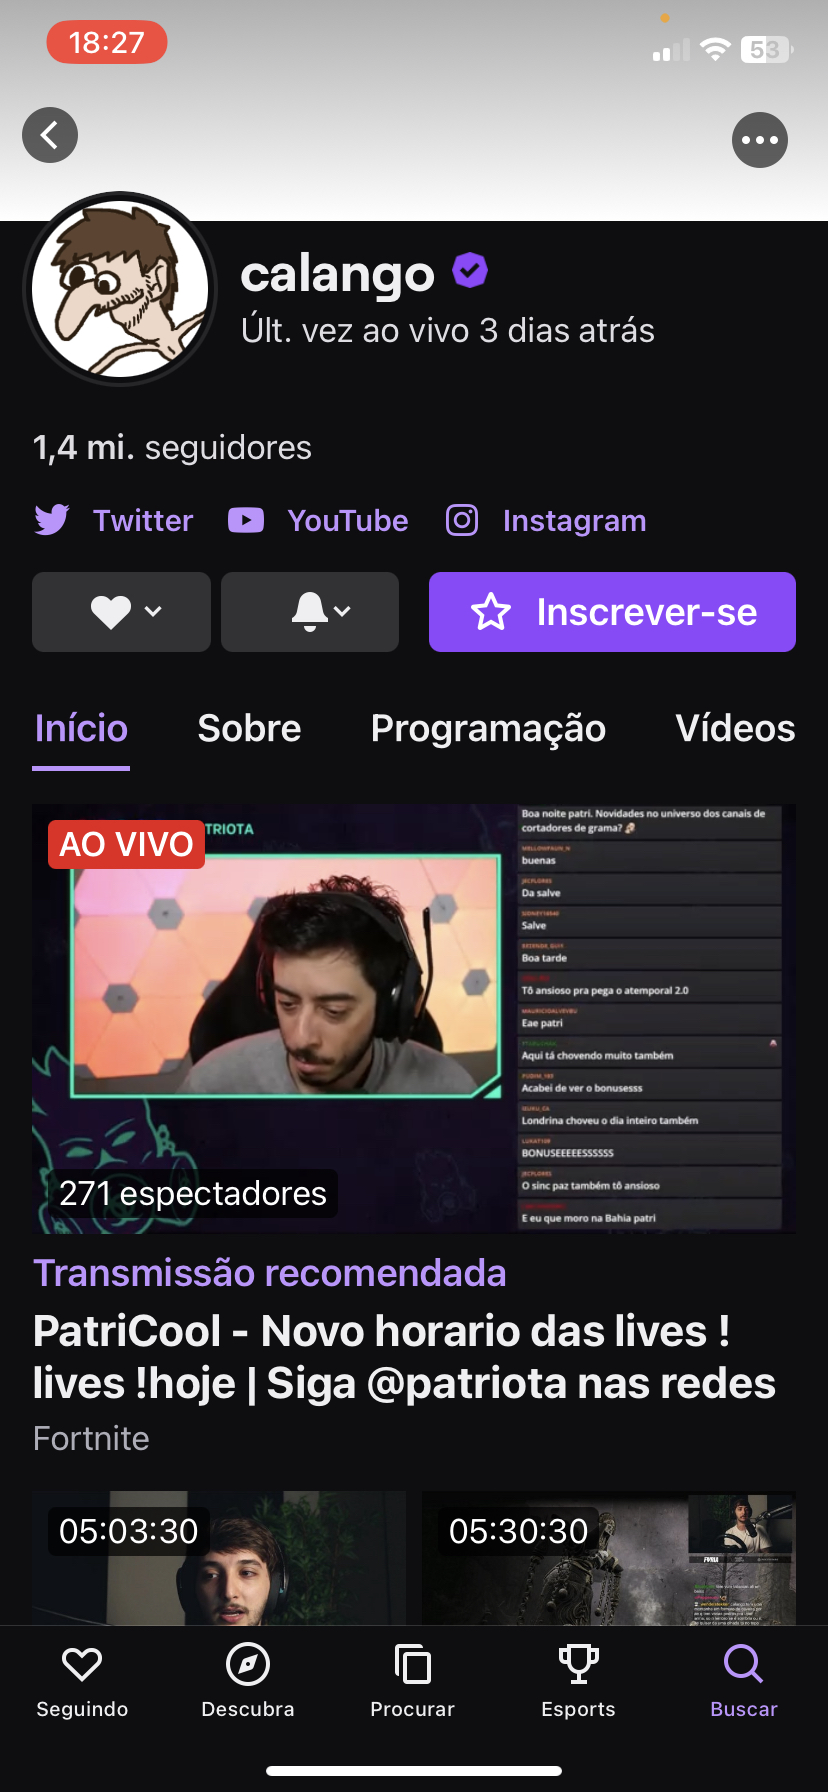 18:27
53
calango
Últ. vez ao vivo 3 dias atrás
1,4 mi. seguidores
Twitter YouTube Instagram
Inscrever-se
Início Sobre Programação Vídeos
AO VIVO
TRIOTA
Boa noite patri. Novidades no universo dos canais de
cortadores de grama?
buenas
Da salve
Salve
Boa tarde
Tô ansioso pra pega o atemporal 2.0
Eae patri
Aqui tá chovendo muito também
Acabei de ver o bonusesss
Londrina choveu o dia inteiro também
BONUSEEEESSSSSS
O sinc paz também tô ansioso
E eu que moro na Bahia patri
271 espectadores
Transmissão recomendada
PatriCool - Novo horario das lives !
lives !hoje | Siga @patriota nas redes
Fortnite
05:03:30
05:30:30
Seguindo Descubra Procurar Esports Buscar